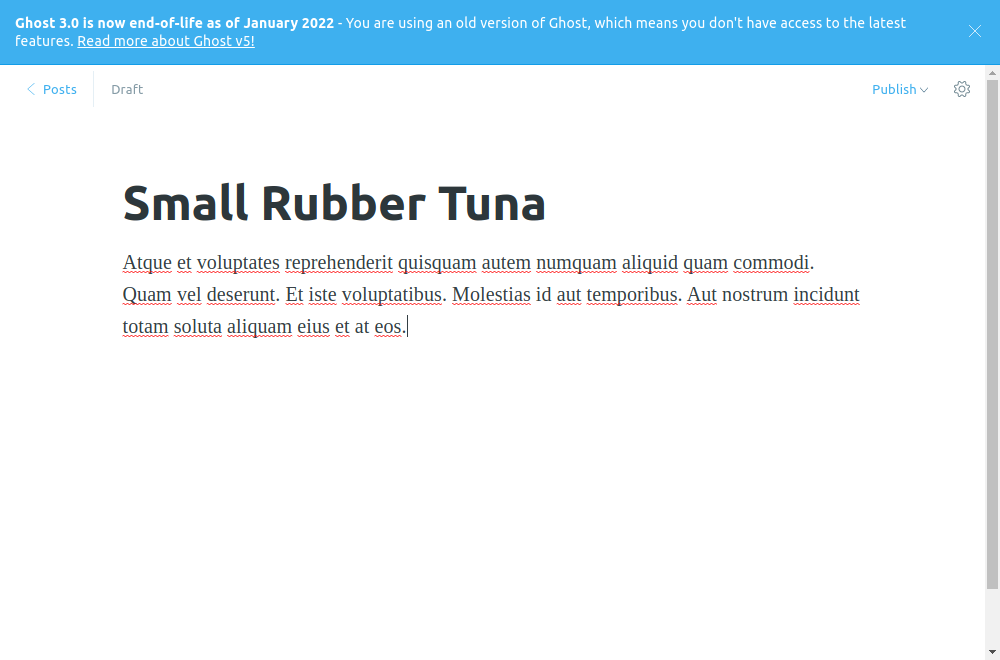 Ghost 3.0 is now end-of-life as of January 2022 - You are using an old version of Ghost, which means you don't have access to the latest
features. Read more about Ghost v5!
Posts
Draft
Publish
Small Rubber Tuna
Atque et voluptates reprehenderit quisquam autem numquam aliquid quam commodi.
Quam vel deserunt. Et iste voluptatibus. Molestias id aut temporibus. Aut nostrum incidunt
totam soluta aliquam eius et at eos.